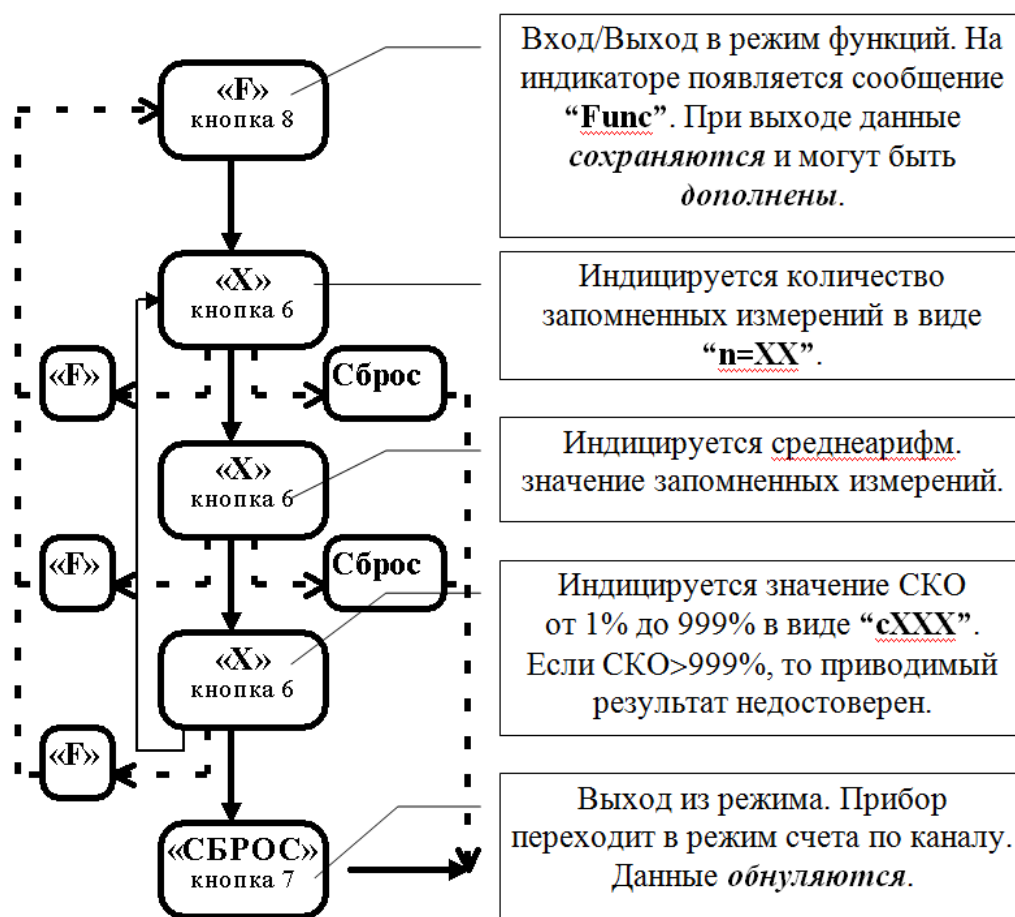 «F»
кнопка 8
Вход/Выход в режим функций. На
индикаторе появляется сообщение
“Func”. При выходе данные
сохраняются и могут быть
дополнены.
«X»
кнопка 6
Индицируется количество
запомненных измерений в виде
“n=XX”.
«F»
Сброс
«X»
кнопка 6
Индицируется среднеарифм.
значение запомненных измерений.
«F»
Сброс
«X»
кнопка 6
Индицируется значение СКО
от 1% до 999% в виде “cXXX”.
Если СКО>999%, то приводимый
результат недостоверен.
«F»
«СБРОС»
кнопка 7
Выход из режима. Прибор
переходит в режим счета по каналу.
Данные обнуляются.